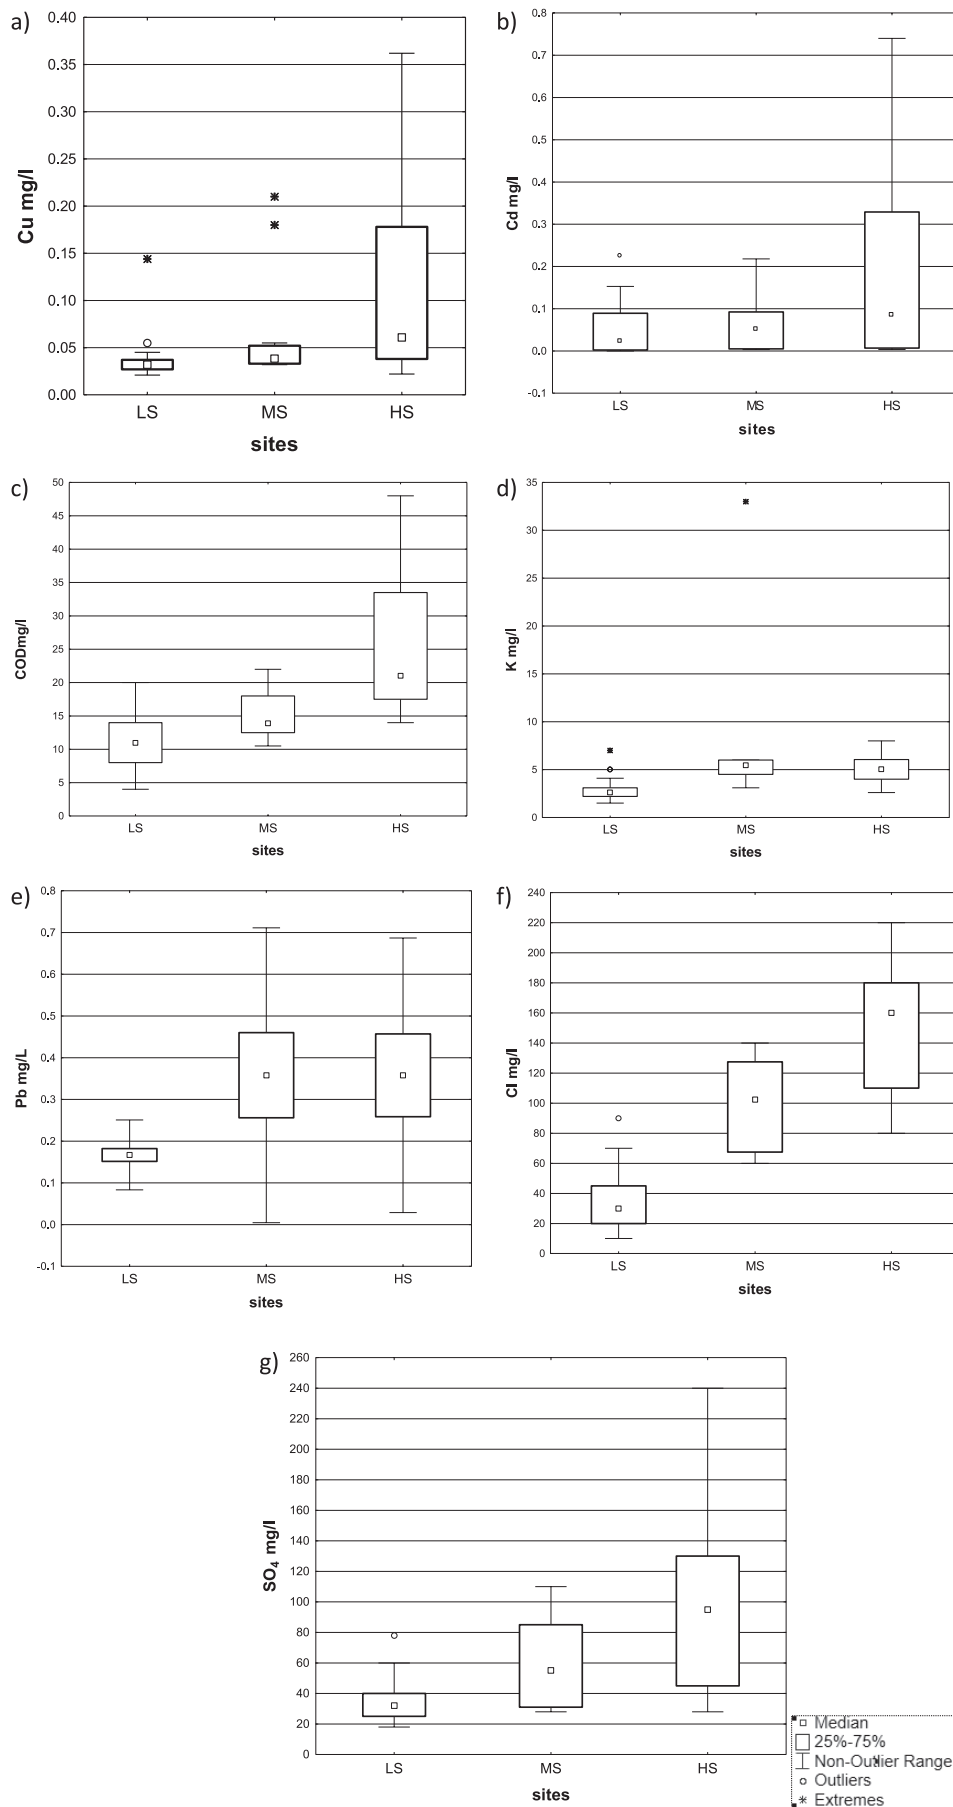 a)
0.40
0.35
0.30
0.25
0.20
0.15
0.10
0.05
0.00
Cu mg/l
LS MS HS
sites
b)
0.8
0.7
0.6
0.5
0.4
0.3
0.2
0.1
0.0
-0.1
Cd mg/l
LS MS HS
sites
c)
50
45
40
35
30
25
20
15
10
5
0
CODmg/l
LS MS HS
sites
d)
35
30
25
20
15
10
5
0
K mg/l
LS MS HS
sites
e)
0.8
0.7
0.6
0.5
0.4
0.3
0.2
0.1
0.0
-0.1
Pb mg/L
LS MS HS
sites
f)
240
220
200
180
160
140
120
100
80
60
40
20
0
Cl mg/l
LS MS HS
sites
g)
260
240
220
200
180
160
140
120
100
80
60
40
20
0
SO₄ mg/l
LS MS HS
sites
Median
25%-75%
Non-Outlier Range
Outliers
Extremes